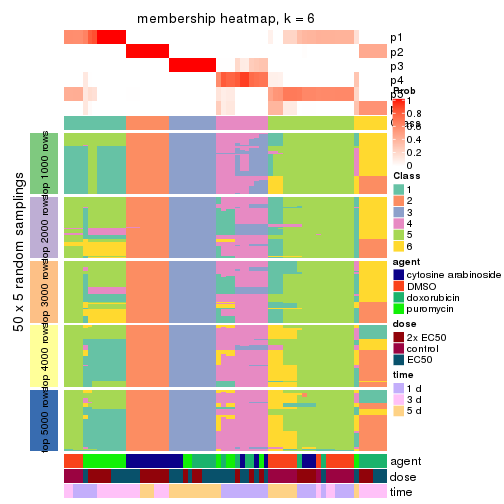 membership heatmap, k = 6
p1
p2
p3
p4
Prob
1
0.8
0.6
0.4
0.2
0
Class
1
2
3
4
5
6
agent
cytosine arabinoside
DMSO
doxorubicin
puromycin
dose
2x EC50
control
EC50
time
1 d
3 d
5 d
50 x 5 random samplings
top 1000 rows
top 2000 rows
top 3000 rows
top 4000 rows
top 5000 rows
agent
dose
time